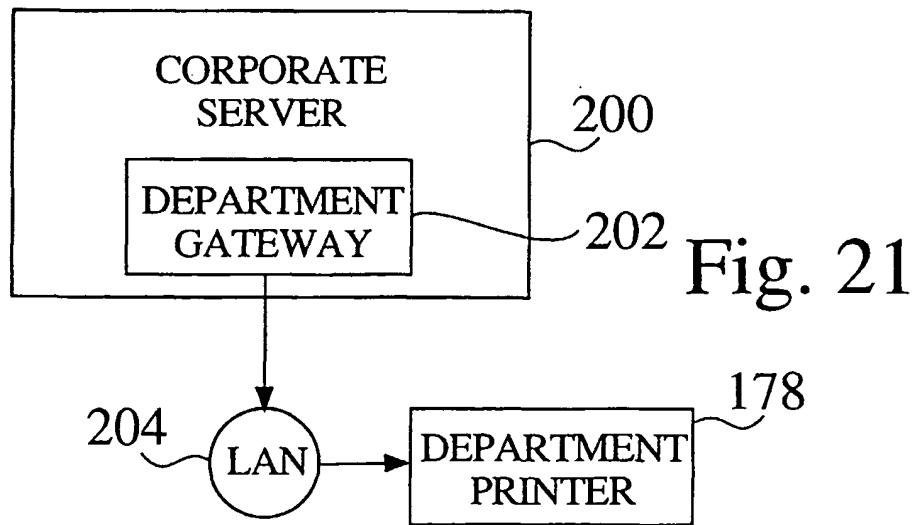 CORPORATE
SERVER
200
DEPARTMENT
GATEWAY
202
Fig. 21
204
LAN
178
DEPARTMENT
PRINTER